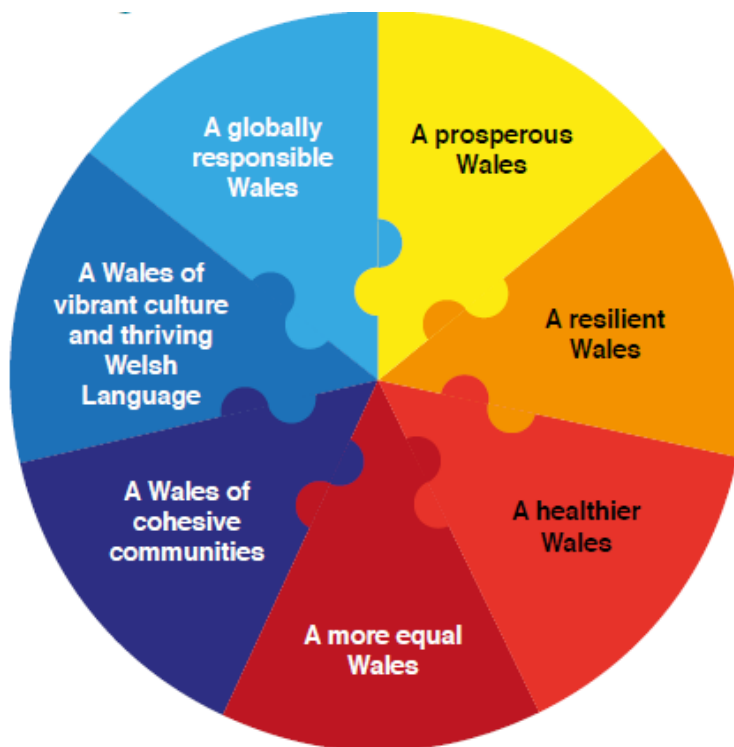 A prosperous
Wales
A resilient
Wales
A healthier
Wales
A more equal
Wales
A Wales of
cohesive
communities
A Wales of
vibrant culture
and thriving
Welsh
Language
A globally
responsible
Wales